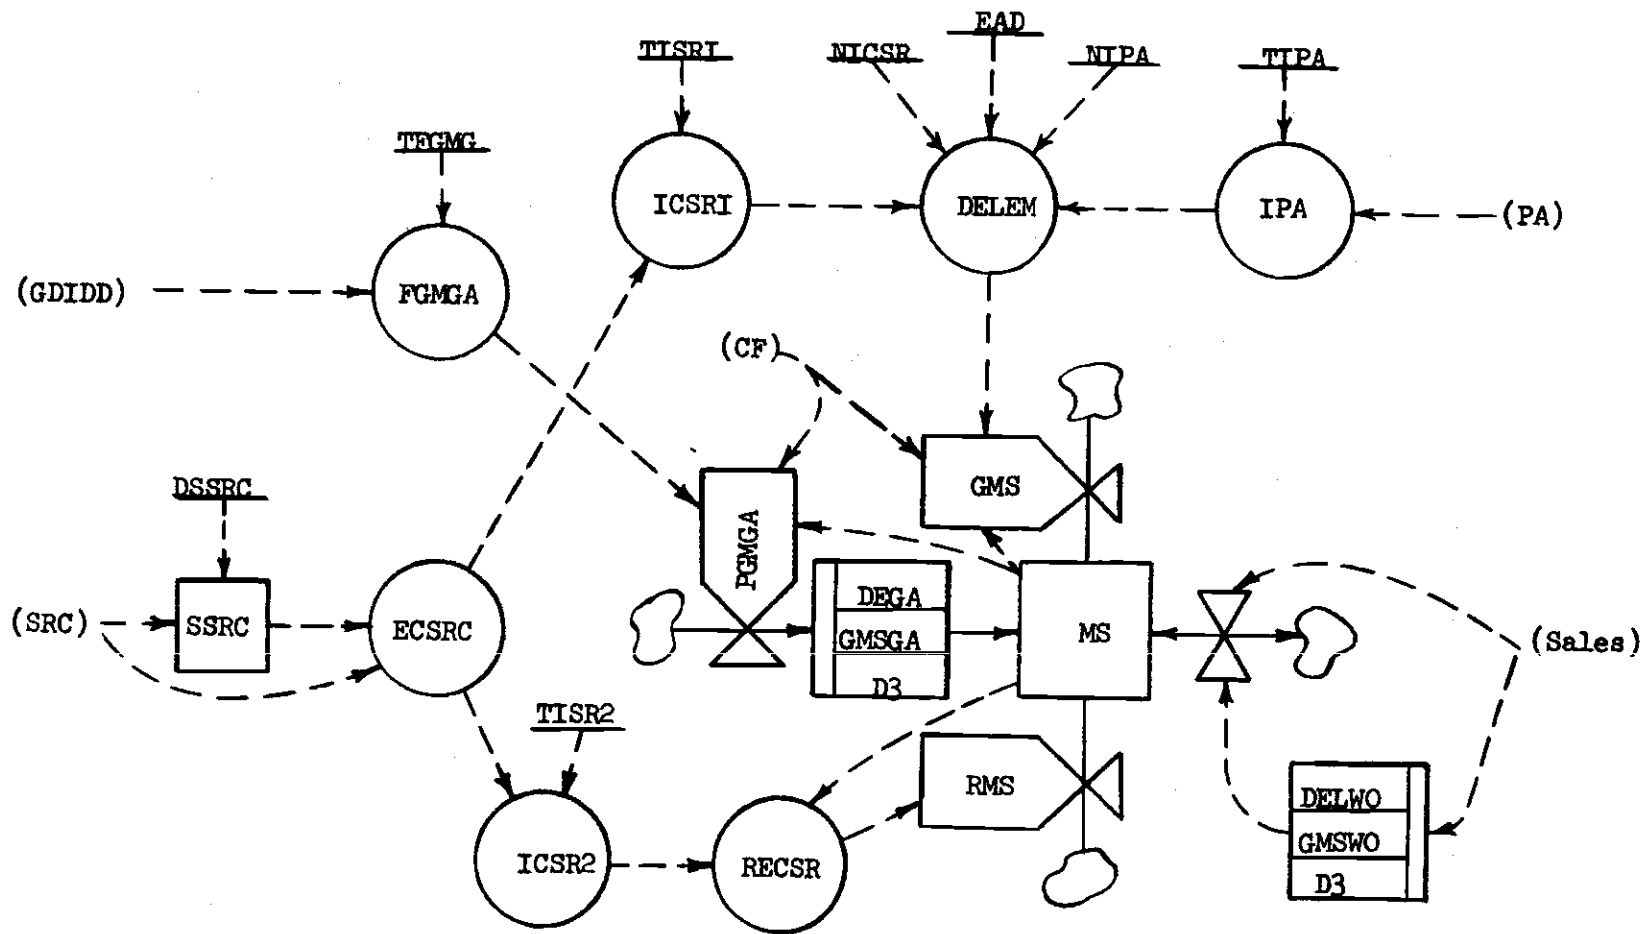 EAD
TISRI
NICSR
NIPA
TIPA
TEGMG
ICSRI
DELEM
IPA
(PA)
(GDIDD)
FGMGA
(CF)
DSSRC
GMS
PGMGA
DEGA
(SRC)
SSRC
ECSRC
GMSGA
MS
(Sales)
D3
TISR2
RMS
DELWO
GMSWO
ICSR2
RECSR
D3